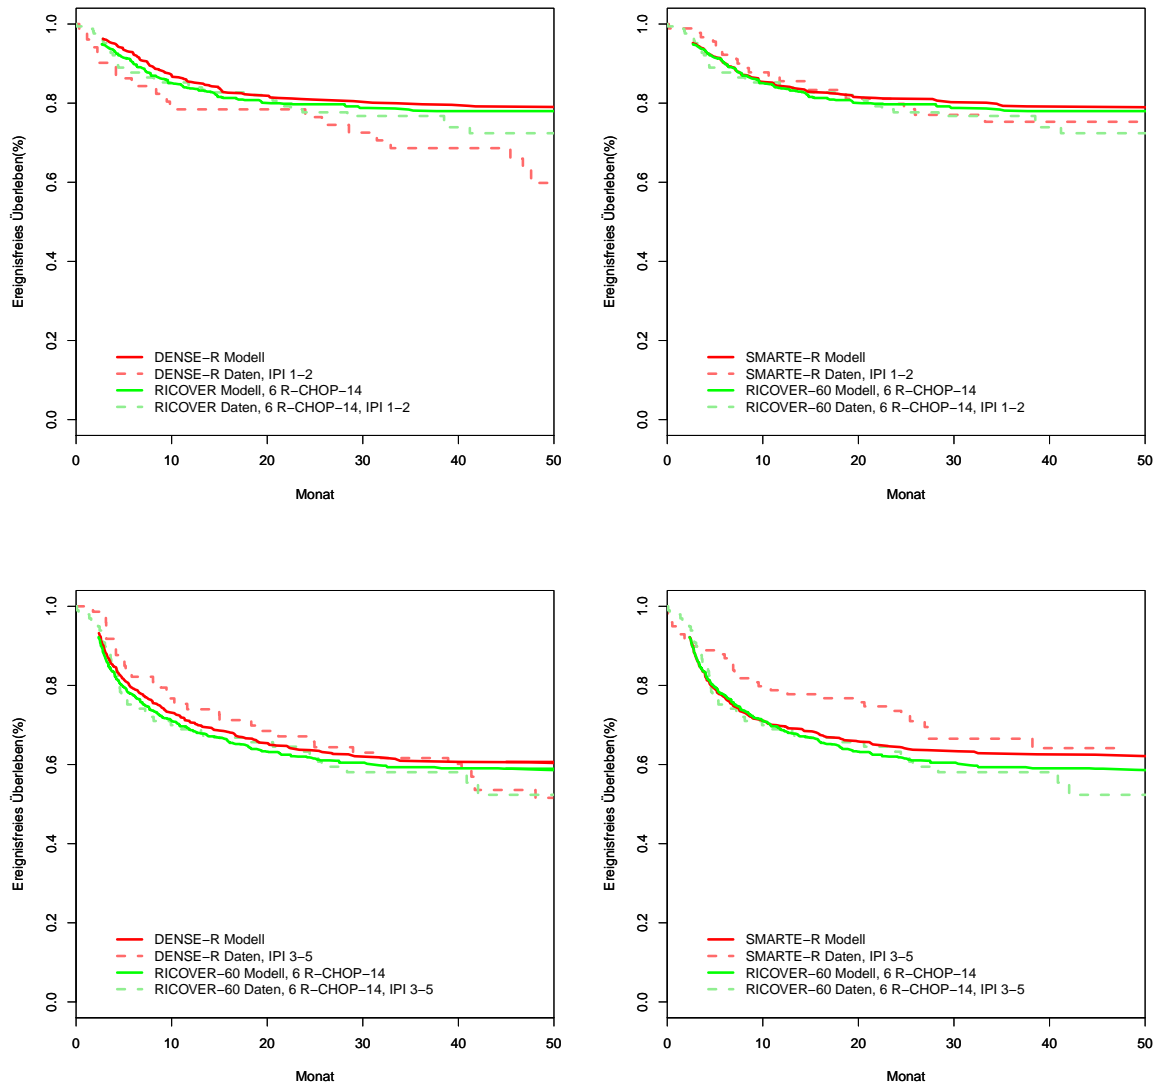 Ereignisfreies Überleben(%)
1.0
0.8
0.6
0.4
0.2
0.0
DENSE−R Modell
DENSE−R Daten, IPI 1−2
RICOVER Modell, 6 R−CHOP−14
RICOVER Daten, 6 R−CHOP−14, IPI 1−2
0 10 20 30 40 50
Monat
Ereignisfreies Überleben(%)
1.0
0.8
0.6
0.4
0.2
0.0
SMARTE−R Modell
SMARTE−R Daten, IPI 1−2
RICOVER−60 Modell, 6 R−CHOP−14
RICOVER−60 Daten, 6 R−CHOP−14, IPI 1−2
0 10 20 30 40 50
Monat
Ereignisfreies Überleben(%)
1.0
0.8
0.6
0.4
0.2
0.0
DENSE−R Modell
DENSE−R Daten, IPI 3−5
RICOVER−60 Modell, 6 R−CHOP−14
RICOVER−60 Daten, 6 R−CHOP−14, IPI 3−5
0 10 20 30 40 50
Monat
Ereignisfreies Überleben(%)
1.0
0.8
0.6
0.4
0.2
0.0
SMARTE−R Modell
SMARTE−R Daten, IPI 3−5
RICOVER−60 Modell, 6 R−CHOP−14
RICOVER−60 Daten, 6 R−CHOP−14, IPI 3−5
0 10 20 30 40 50
Monat